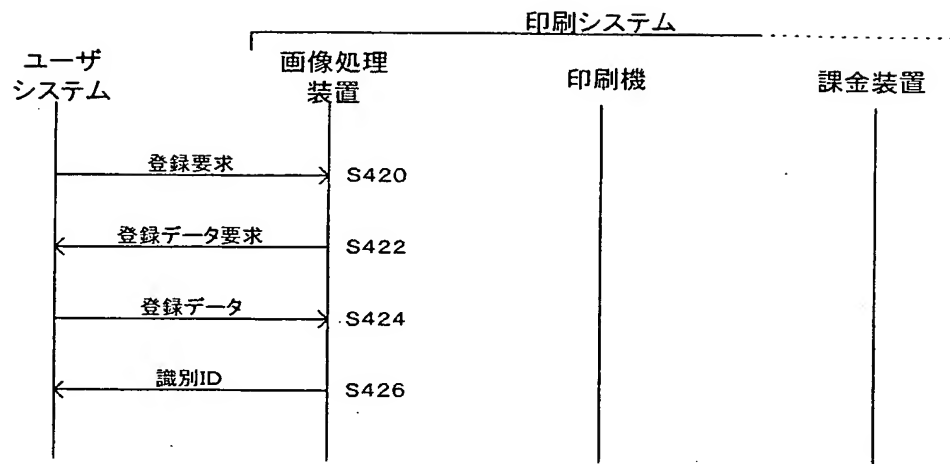 印刷システム
ユーザ
システム
画像処理
装置
印刷機
課金装置
登録要求
S420
登録データ要求
S422
登録データ
S424
識別ID
S426